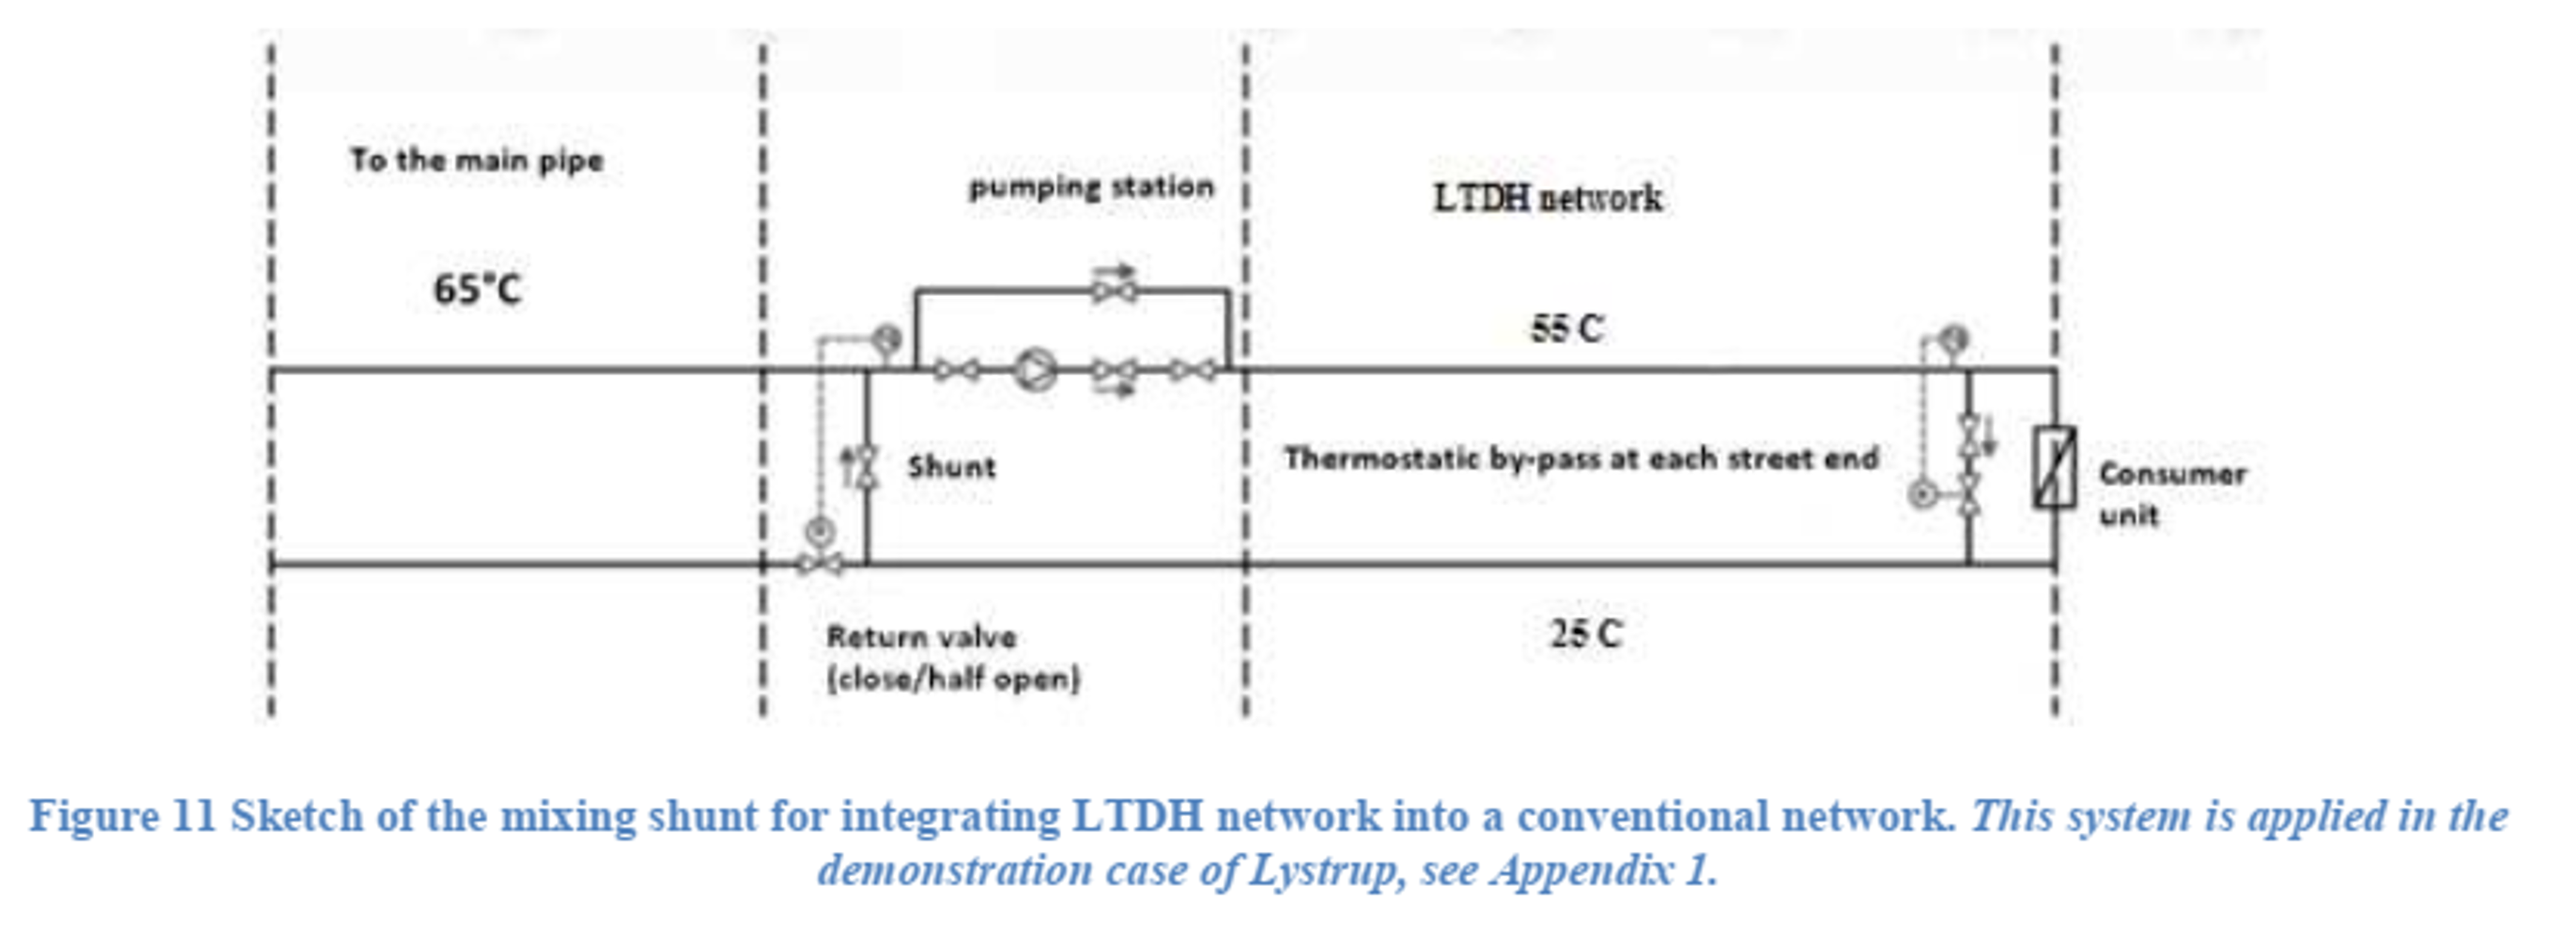 To the main pipe
pumping station
LTDH network
65°C
55 C
Shunt
Thermostatic by-pass at each street end
Consumer
unit
Return valve
(close/half open)
25 C
Figure 11 Sketch of the mixing shunt for integrating LTDH network into a conventional network. This system is applied in the
demonstration case of Lystrup, see Appendix 1.